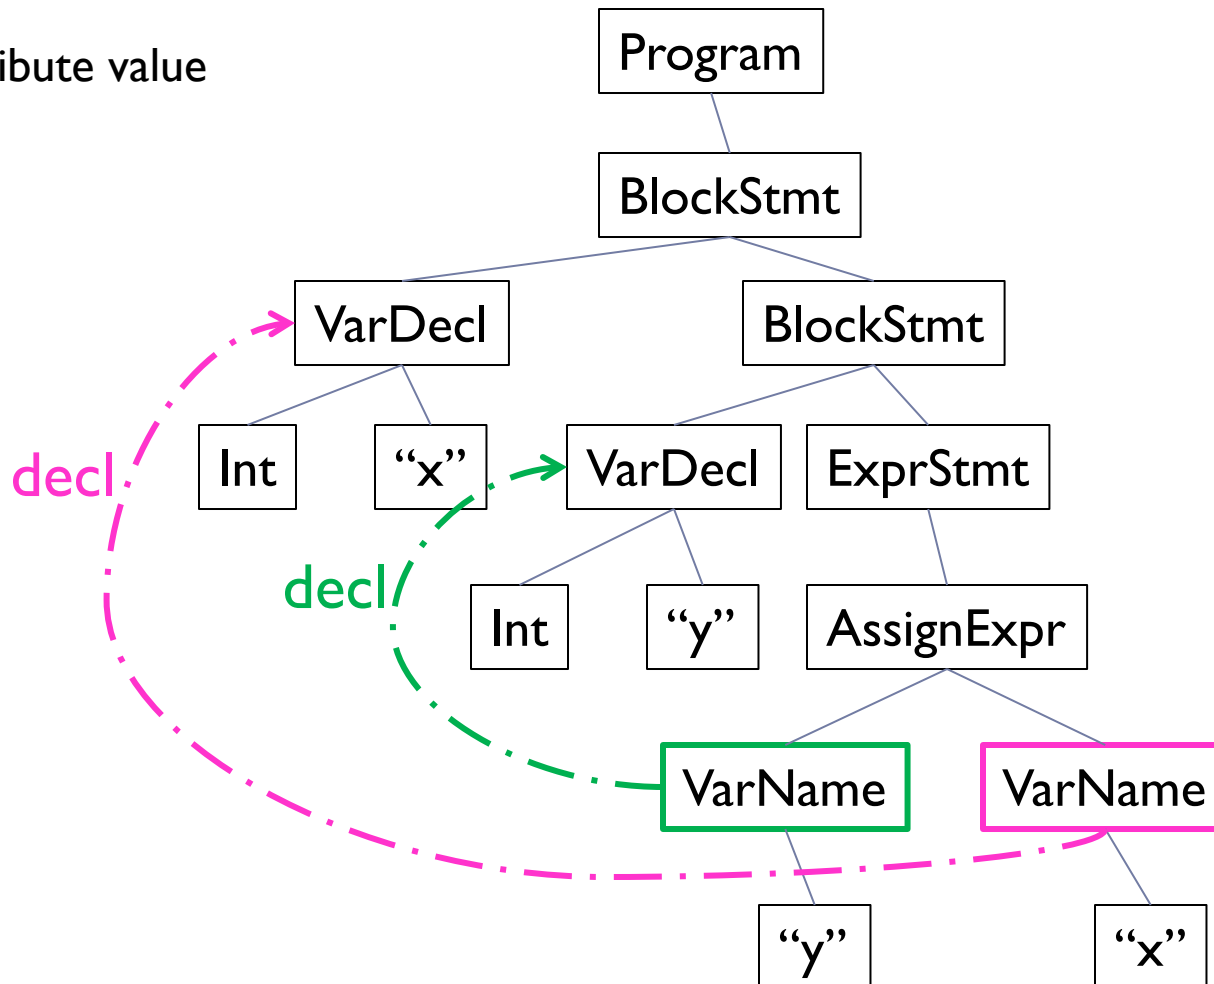 ibute value
Program
BlockStmt
VarDecl
BlockStmt
decl
Int
“x”
VarDecl
ExprStmt
decl
Int
“y”
AssignExpr
VarName
VarName
“y”
“x”